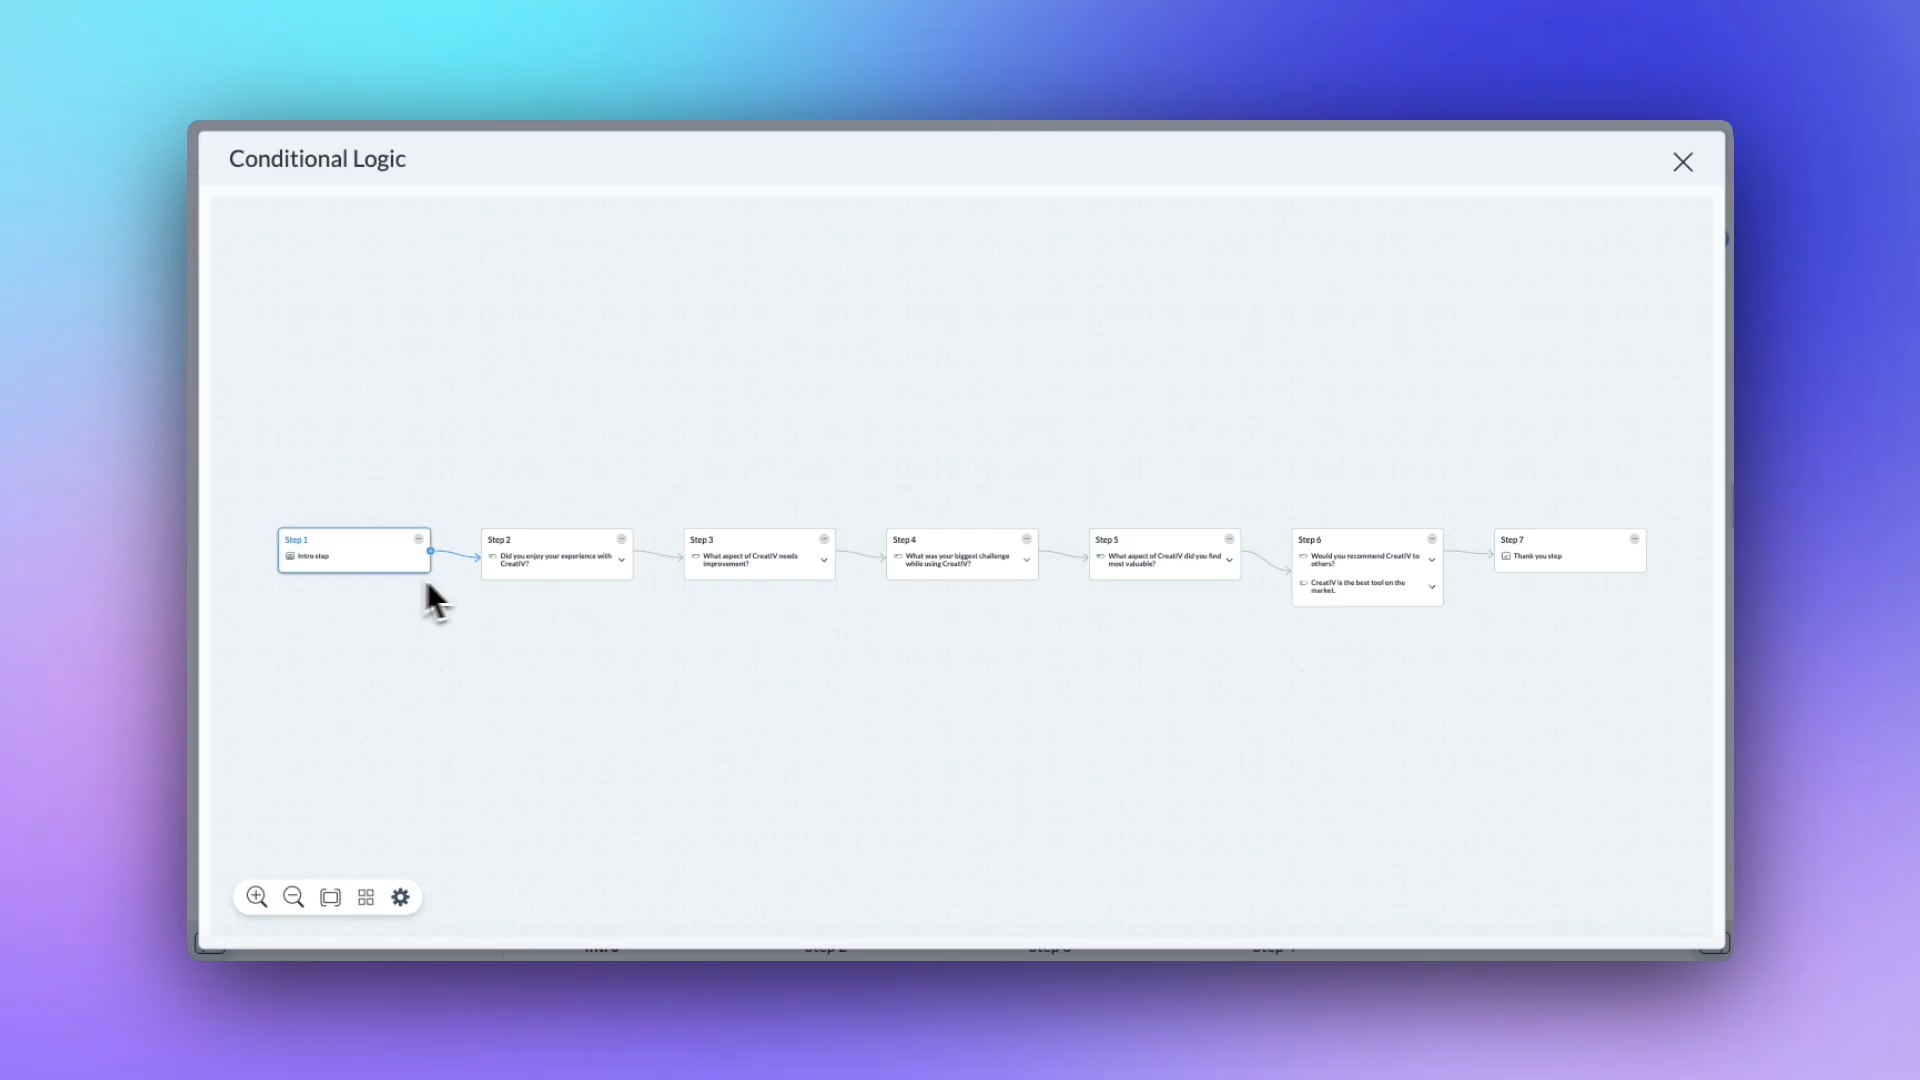 Conditional Logic
Step 1
Intro step
Step 2
Did you enjoy your experience with
CreatIV?
Step 3
What aspect of CreatIV needs
improvement?
Step 4
What was your biggest challenge
while using CreatIV?
Step 5
What aspect of CreatIV did you find
most valuable?
Step 6
Would you recommend CreatIV to
others?
CreatIV is the best tool on the
market.
Step 7
Thank you step